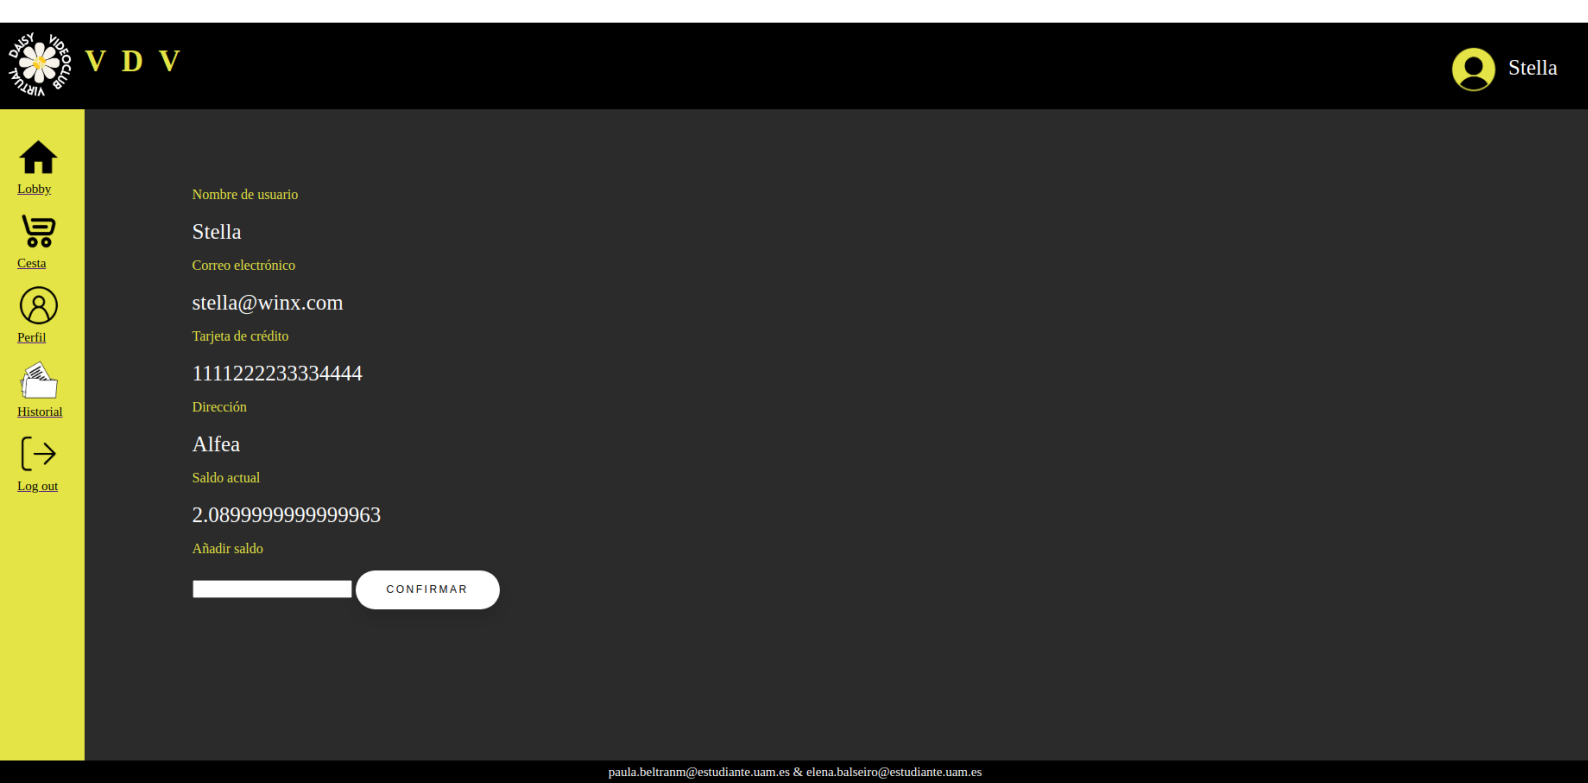 DAISY VIDEOCLUB VIRTUAL
V D V
Stella
Lobby
Cesta
Perfil
Historial
Log out
Nombre de usuario
Stella
Correo electrónico
stella@winx.com
Tarjeta de crédito
1111222233334444
Dirección
Alfea
Saldo actual
2.0899999999999963
Añadir saldo
CONFIRMAR
paula.beltranm@estudiante.uam.es & elena.balseiro@estudiante.uam.es